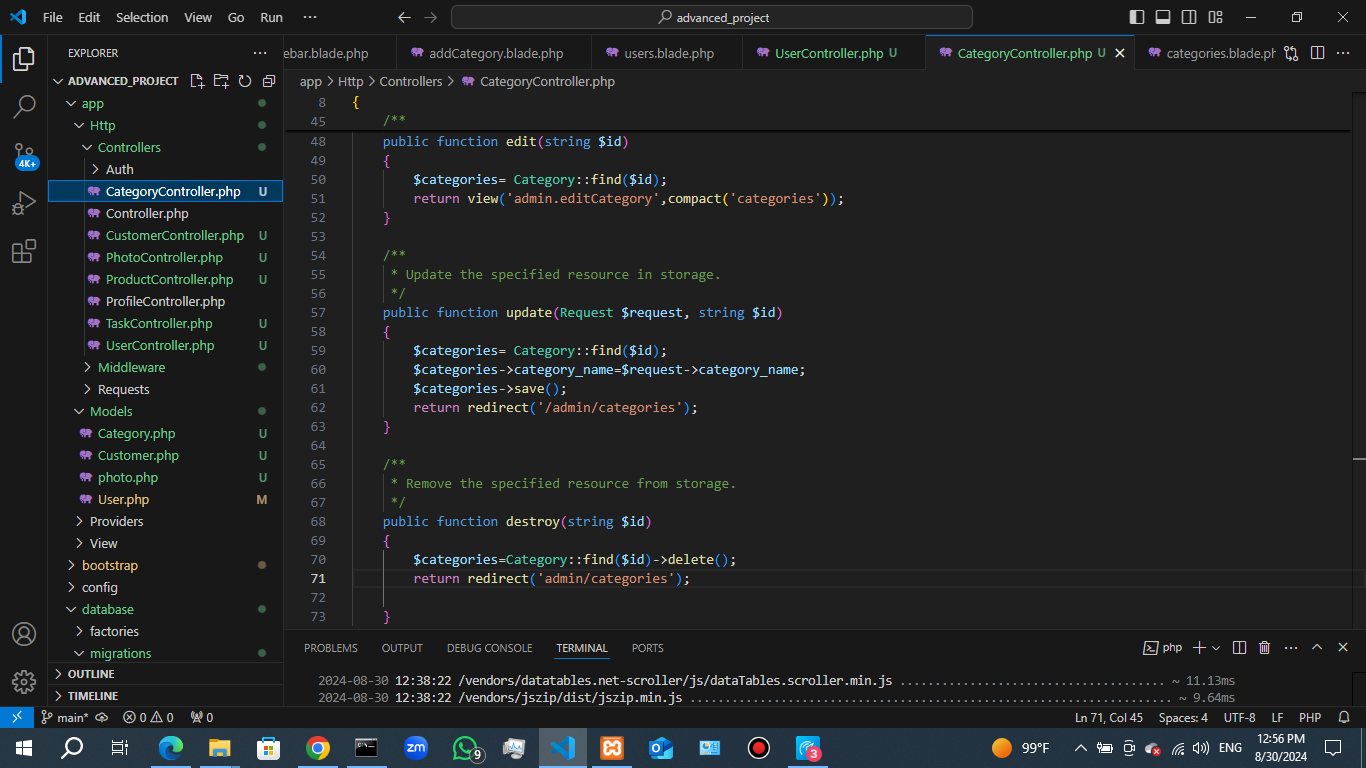 File Edit Selection View Go Run ··· advanced_project
EXPLORER ···
ebar.blade.php addCategory.blade.php users.blade.php UserController.php U CategoryController.php U categories.blade.ph
ADVANCED_PROJECT
app > Http > Controllers > CategoryController.php
app
Http
Controllers
Auth
CategoryController.php U
Controller.php
CustomerController.php U
PhotoController.php U
ProductController.php U
ProfileController.php
TaskController.php U
UserController.php U
Middleware
Requests
Models
Category.php U
Customer.php U
photo.php U
User.php M
Providers
View
bootstrap
config
database
factories
migrations
OUTLINE
TIMELINE
4K+
8 {
45 /**
48 public function edit(string $id)
49 {
50 $categories= Category::find($id);
51 return view('admin.editCategory',compact('categories'));
52 }
53
54 /**
55 * Update the specified resource in storage.
56 */
57 public function update(Request $request, string $id)
58 {
59 $categories= Category::find($id);
60 $categories->category_name=$request->category_name;
61 $categories->save();
62 return redirect('/admin/categories');
63 }
64
65 /**
66 * Remove the specified resource from storage.
67 */
68 public function destroy(string $id)
69 {
70 $categories=Category::find($id)->delete();
71 return redirect('admin/categories');
72
73 }
PROBLEMS OUTPUT DEBUG CONSOLE TERMINAL PORTS php
2024-08-30 12:38:22 /vendors/datatables.net-scroller/js/dataTables.scroller.min.js ................................... ~ 11.13ms
2024-08-30 12:38:22 /vendors/jszip/dist/jszip.min.js ................................................................ ~ 9.64ms
main* 0 0 0 Ln 71, Col 45 Spaces: 4 UTF-8 LF PHP
zm 9 3 99°F ENG 12:56 PM
8/30/2024